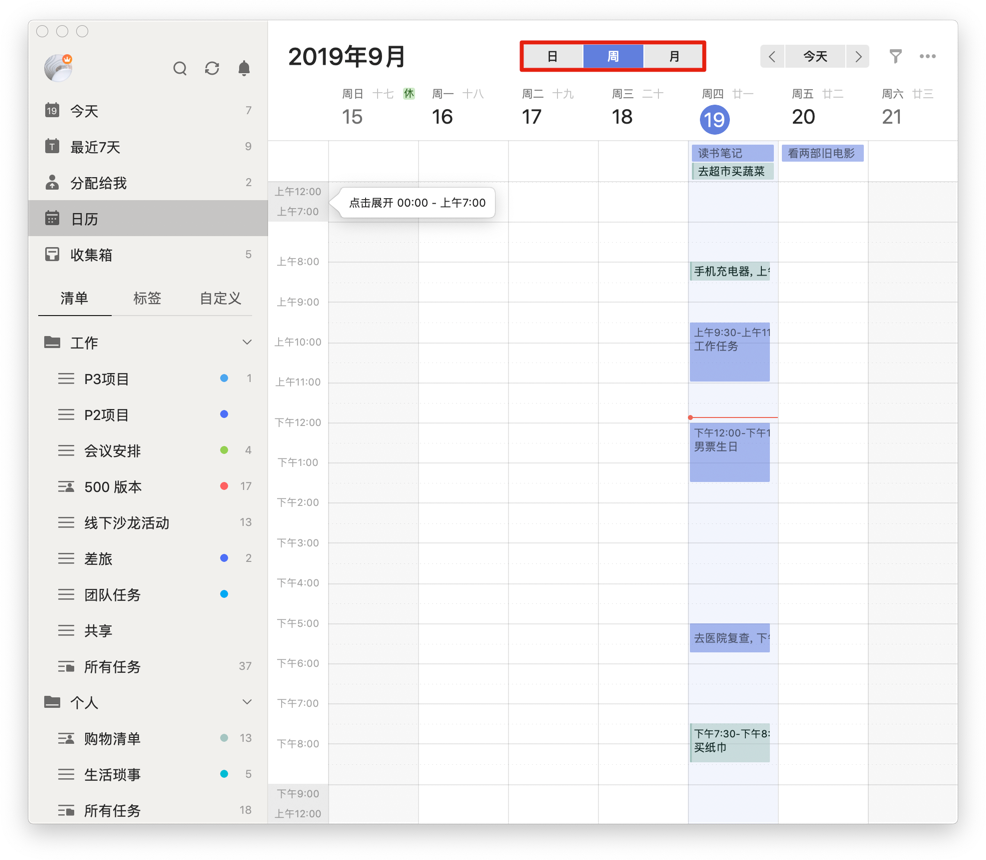 2019年9月
日 周 月
今天
周日 十七 休 周一 十八 周二 十九 周三 二十 周四 廿一 周五 廿二 周六 廿三
15 16 17 18 19 20 21
19 今天 7
T 最近7天 9
分配给我 2
日历
收集箱 5
清单 标签 自定义
工作
P3项目 1
P2项目
会议安排 4
500 版本 17
线下沙龙活动 13
差旅 2
团队任务
共享
所有任务 37
个人
购物清单 13
生活琐事 5
所有任务 18
读书笔记 看两部旧电影
去超市买蔬菜
上午12:00
上午7:00
点击展开 00:00 - 上午7:00
上午8:00
手机充电器, 上午
上午9:00
上午9:30-上午11
工作任务
上午10:00
上午11:00
下午12:00
下午12:00-下午1
男票生日
下午1:00
下午2:00
下午3:00
下午4:00
下午5:00
去医院复查, 下午
下午6:00
下午7:00
下午7:30-下午8:
买纸巾
下午8:00
下午9:00
上午12:00